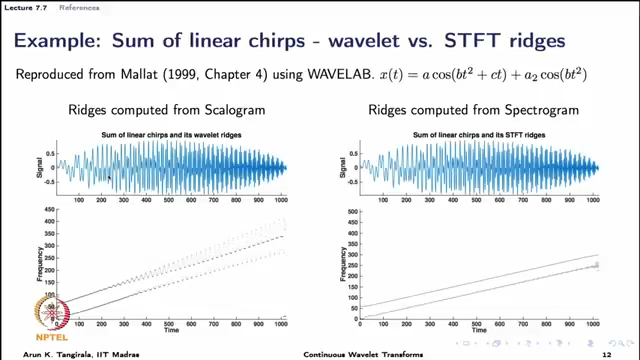 Lecture 7.7 References
Example: Sum of linear chirps - wavelet vs. STFT ridges
Reproduced from Mallat (1999, Chapter 4) using WAVELAB. x(t) = a cos(bt² + ct) + a₂ cos(bt²)
Ridges computed from Scalogram
Ridges computed from Spectrogram
Sum of linear chirps and its wavelet ridges
Signal
0.5
0
-0.5
100 200 300 400 500 600 700 800 900 1000
Frequency
450
400
350
300
250
200
150
100
50
0
100 200 300 400 500 600 700 800 900 1000
Time
Sum of linear chirps and its STFT ridges
Signal
0.5
0
-0.5
100 200 300 400 500 600 700 800 900 1000
Frequency
500
450
400
350
300
250
200
150
100
50
0
100 200 300 400 500 600 700 800 900 1000
Time
NPTEL
Arun K. Tangirala, IIT Madras Continuous Wavelet Transforms 12